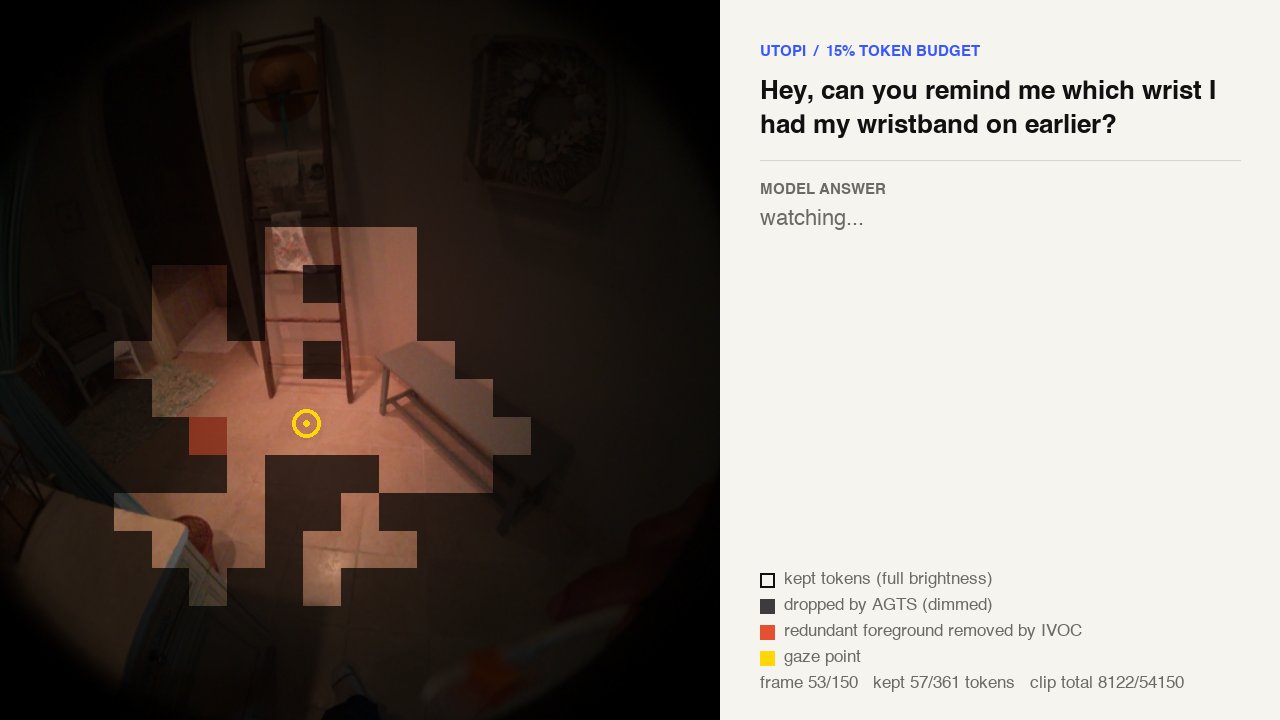 UTOPI / 15% TOKEN BUDGET
Hey, can you remind me which wrist I
had my wristband on earlier?
MODEL ANSWER
watching...
kept tokens (full brightness)
dropped by AGTS (dimmed)
redundant foreground removed by IVOC
gaze point
frame 53/150 kept 57/361 tokens clip total 8122/54150